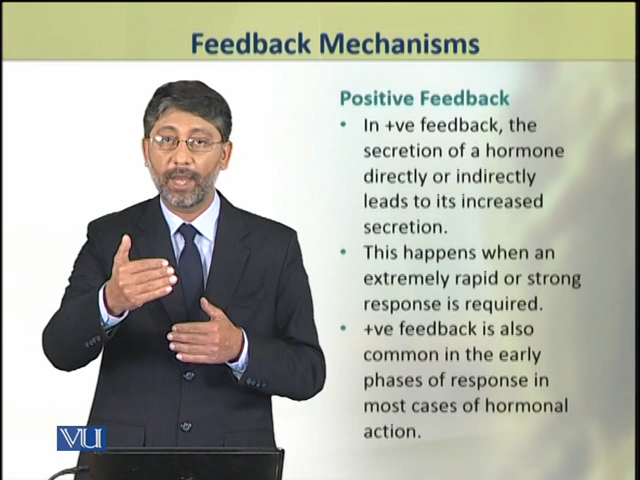 Feedback Mechanisms
Positive Feedback
• In +ve feedback, the
secretion of a hormone
directly or indirectly
leads to its increased
secretion.
• This happens when an
extremely rapid or strong
response is required.
• +ve feedback is also
common in the early
phases of response in
most cases of hormonal
action.
VU